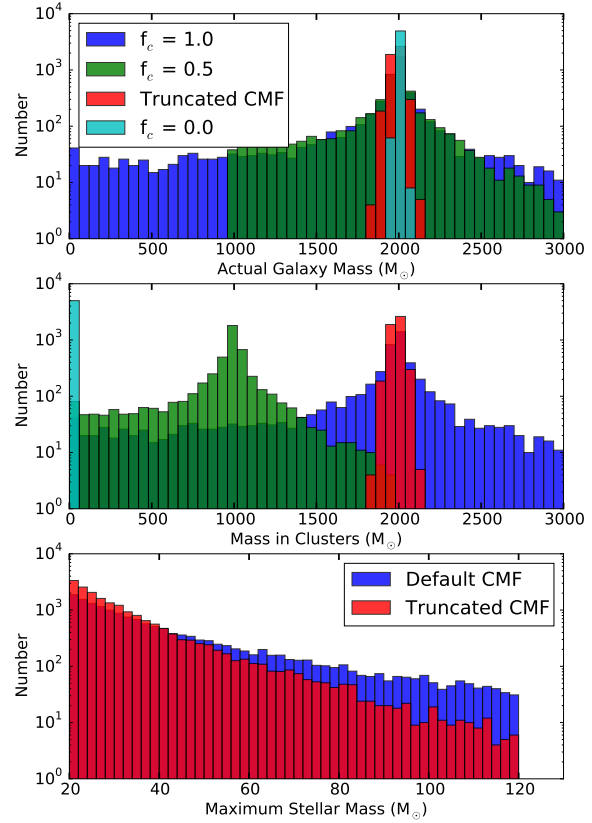 10⁴
10³
10²
10¹
10⁰
Number
f_c = 1.0
f_c = 0.5
Truncated CMF
f_c = 0.0
0 500 1000 1500 2000 2500 3000
Actual Galaxy Mass (M⊙)
10⁴
10³
10²
10¹
10⁰
Number
0 500 1000 1500 2000 2500 3000
Mass in Clusters (M⊙)
10⁴
10³
10²
10¹
10⁰
Number
Default CMF
Truncated CMF
20 40 60 80 100 120
Maximum Stellar Mass (M⊙)